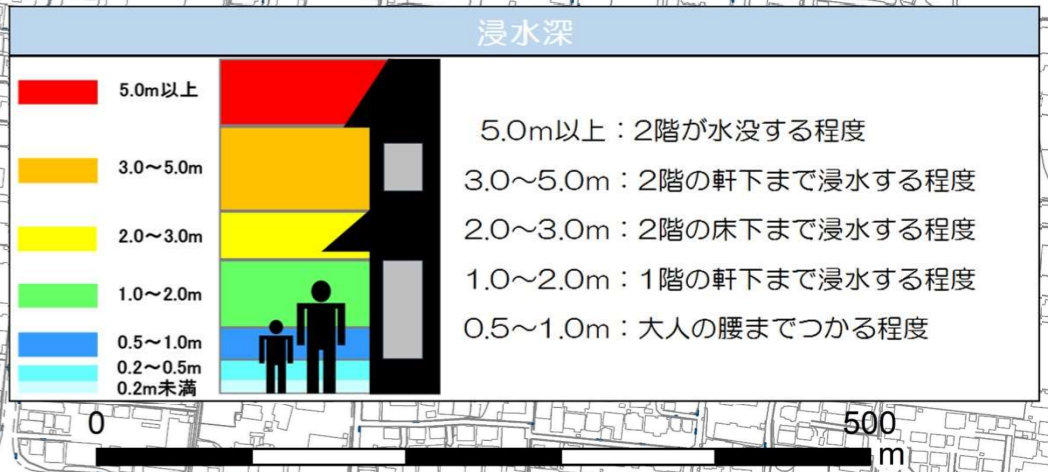 浸水深
5.0m以上
3.0～5.0m
2.0～3.0m
1.0～2.0m
0.5～1.0m
0.2～0.5m
0.2m未満
5.0m以上：2階が水没する程度
3.0～5.0m：2階の軒下まで浸水する程度
2.0～3.0m：2階の床下まで浸水する程度
1.0～2.0m：1階の軒下まで浸水する程度
0.5～1.0m：大人の腰までつかる程度
0 500
m